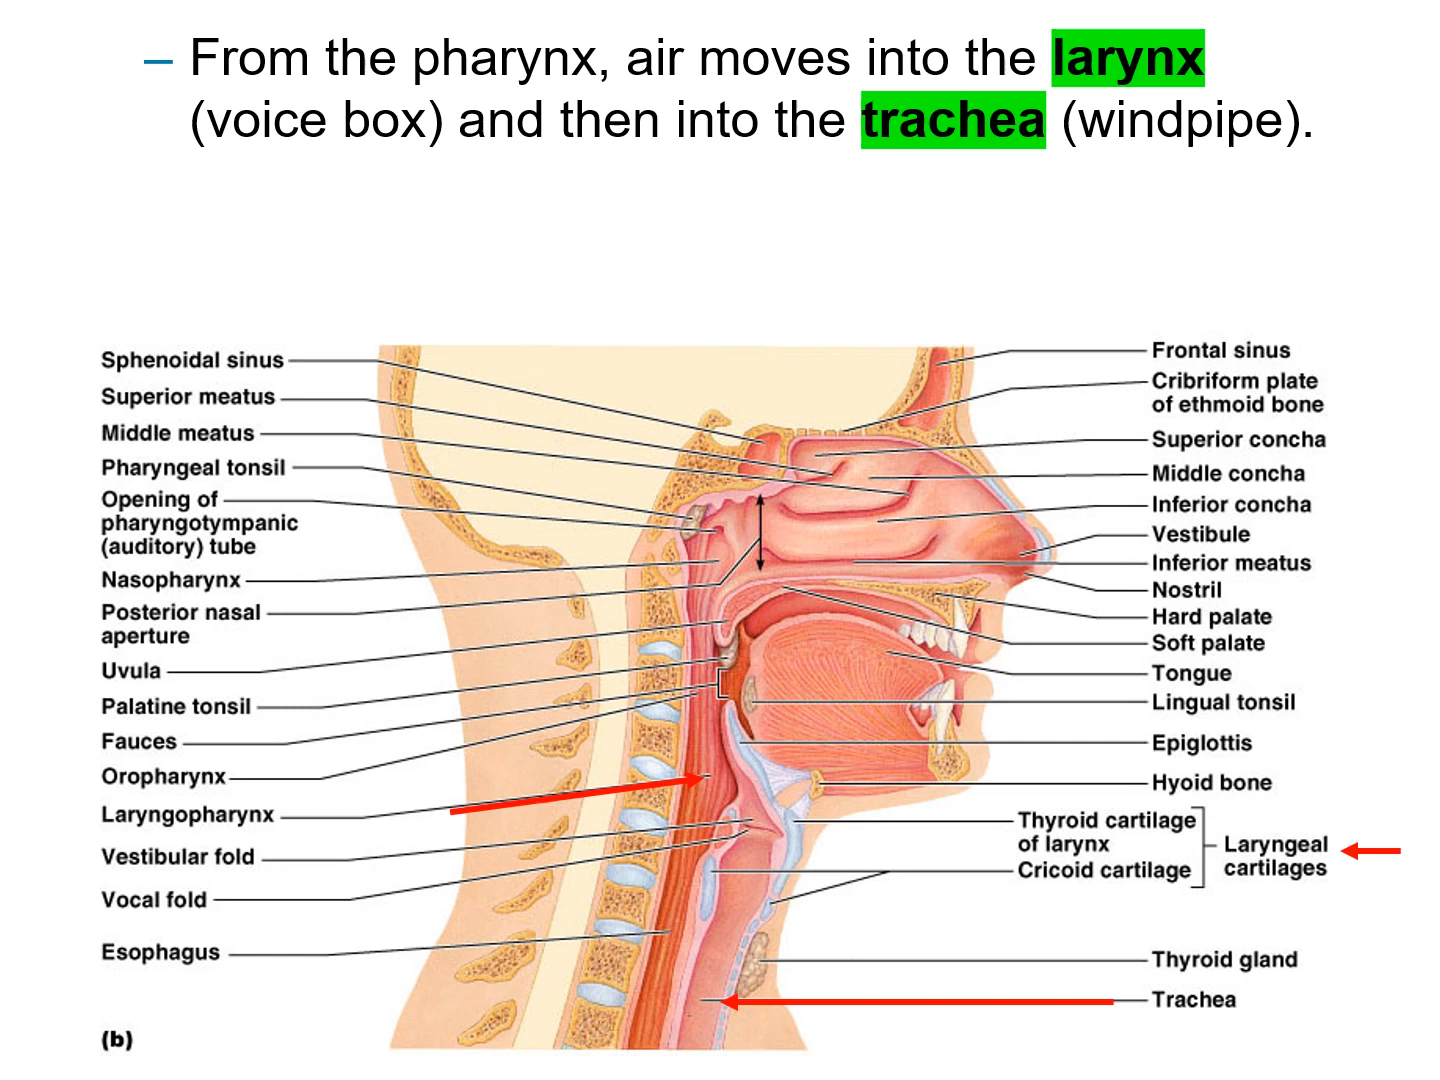 – From the pharynx, air moves into the larynx
(voice box) and then into the trachea (windpipe).
Sphenoidal sinus
Superior meatus
Middle meatus
Pharyngeal tonsil
Opening of
pharyngotympanic
(auditory) tube
Nasopharynx
Posterior nasal
aperture
Uvula
Palatine tonsil
Fauces
Oropharynx
Laryngopharynx
Vestibular fold
Vocal fold
Esophagus
(b)
Frontal sinus
Cribriform plate
of ethmoid bone
Superior concha
Middle concha
Inferior concha
Vestibule
Inferior meatus
Nostril
Hard palate
Soft palate
Tongue
Lingual tonsil
Epiglottis
Hyoid bone
Thyroid cartilage
of larynx
Cricoid cartilage
Laryngeal
cartilages
Thyroid gland
Trachea